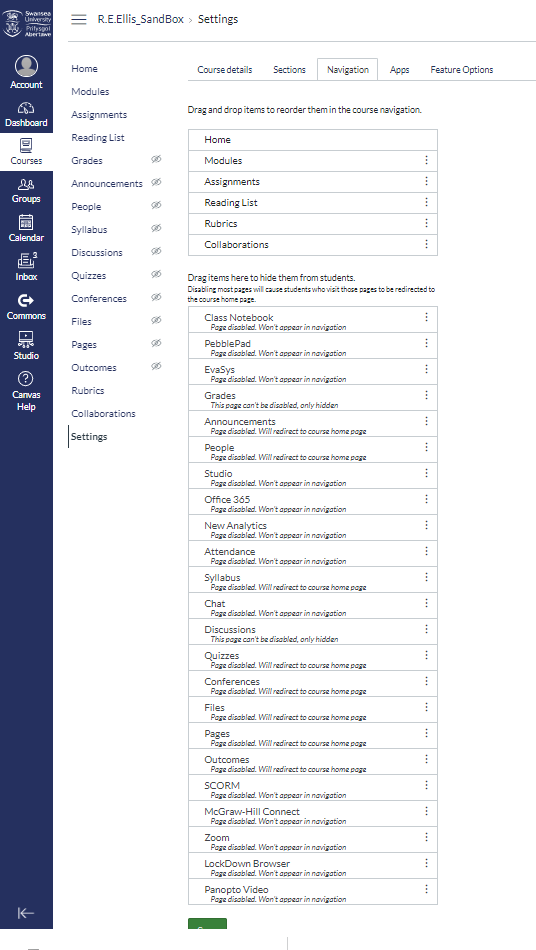 Swansea
University
Prifysgol
Abertawe
Account
Dashboard
Courses
Groups
Calendar
3
Inbox
Commons
Studio
Canvas
Help
R.E.Ellis_SandBox › Settings
Home
Modules
Assignments
Reading List
Grades
Announcements
People
Syllabus
Discussions
Quizzes
Conferences
Files
Pages
Outcomes
Rubrics
Collaborations
Settings
Course details Sections Navigation Apps Feature Options
Drag and drop items to reorder them in the course navigation.
Home
Modules
Assignments
Reading List
Rubrics
Collaborations
Drag items here to hide them from students.
Disabling most pages will cause students who visit those pages to be redirected to
the course home page.
Class Notebook
Page disabled. Won't appear in navigation
PebblePad
Page disabled. Won't appear in navigation
EvaSys
Page disabled. Won't appear in navigation
Grades
This page can't be disabled, only hidden
Announcements
Page disabled. Will redirect to course home page
People
Page disabled. Will redirect to course home page
Studio
Page disabled. Won't appear in navigation
Office 365
Page disabled. Won't appear in navigation
New Analytics
Page disabled. Won't appear in navigation
Attendance
Page disabled. Won't appear in navigation
Syllabus
Page disabled. Will redirect to course home page
Chat
Page disabled. Won't appear in navigation
Discussions
This page can't be disabled, only hidden
Quizzes
Page disabled. Will redirect to course home page
Conferences
Page disabled. Will redirect to course home page
Files
Page disabled. Will redirect to course home page
Pages
Page disabled. Will redirect to course home page
Outcomes
Page disabled. Will redirect to course home page
SCORM
Page disabled. Won't appear in navigation
McGraw-Hill Connect
Page disabled. Won't appear in navigation
Zoom
Page disabled. Won't appear in navigation
LockDown Browser
Page disabled. Won't appear in navigation
Panopto Video
Page disabled. Won't appear in navigation